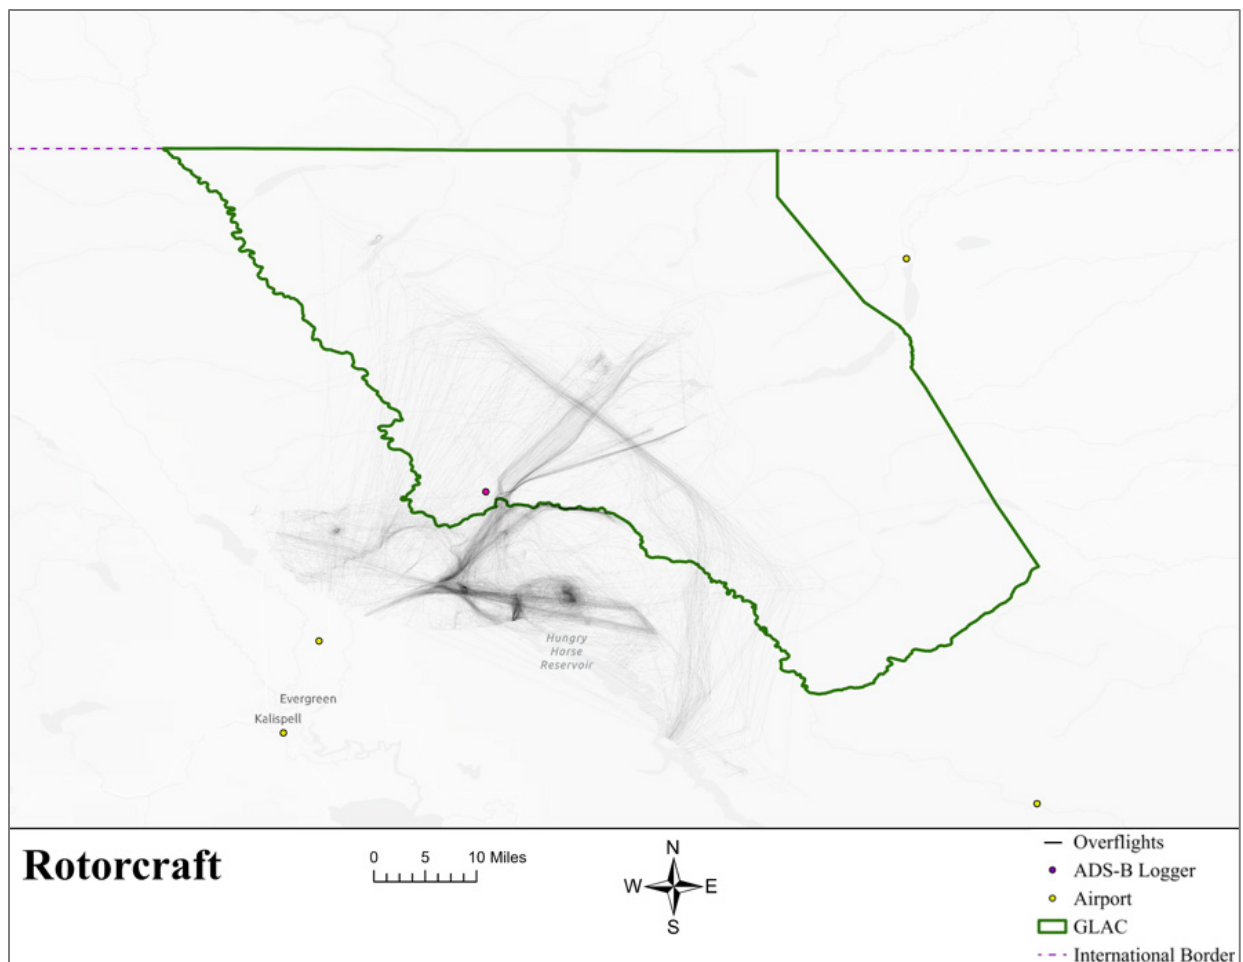 Hungry
Horse
Reservoir
Evergreen
Kalispell
Rotorcraft
0 5 10 Miles
N
W E
S
Overflights
ADS-B Logger
Airport
GLAC
International Border